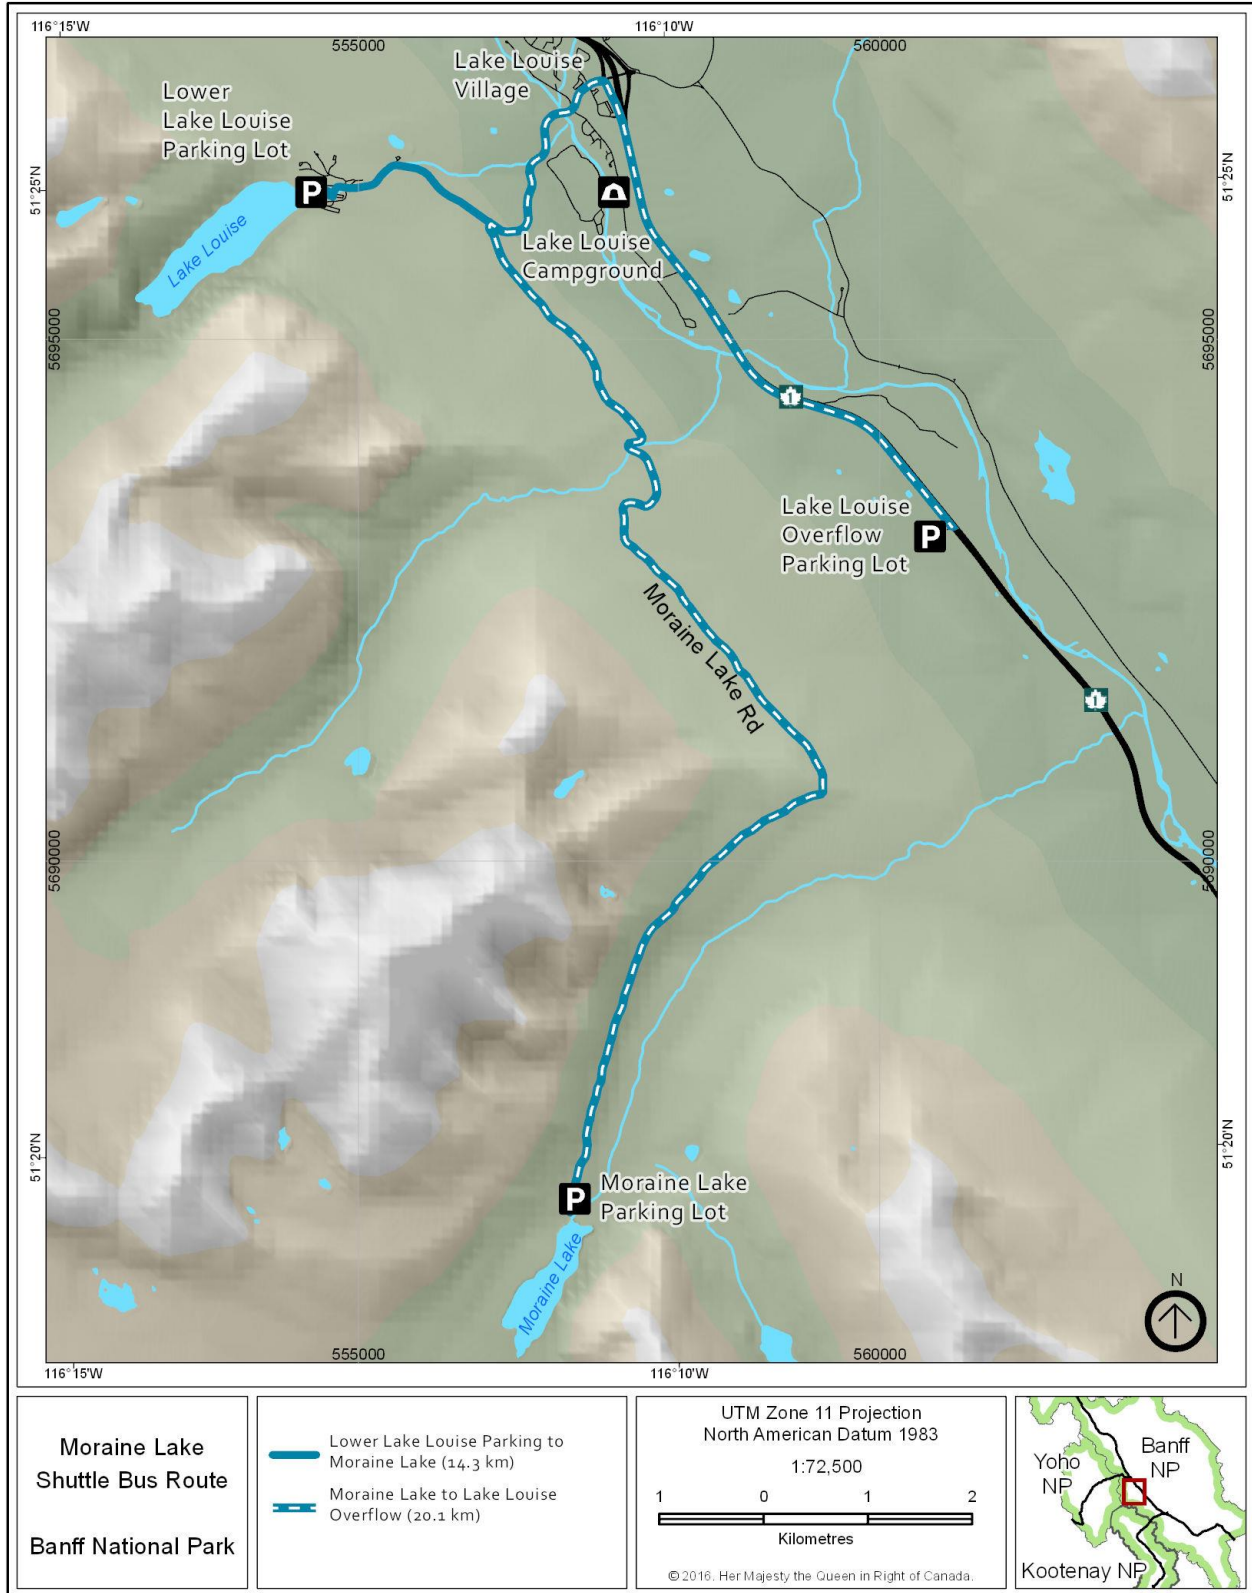 116°15'W
116°10'W
555000
560000
Lake Louise
Village
Lower
Lake Louise
Parking Lot
P
51°25'N
51°25'N
Lake Louise
Lake Louise
Campground
5695000
5695000
1
Lake Louise
Overflow
Parking Lot
P
Moraine Lake Rd
1
5690000
5690000
51°20'N
51°20'N
P
Moraine Lake
Parking Lot
Moraine Lake
N
555000
560000
116°15'W
116°10'W
Moraine Lake
Shuttle Bus Route
Banff National Park
Lower Lake Louise Parking to
Moraine Lake (14.3 km)
Moraine Lake to Lake Louise
Overflow (20.1 km)
UTM Zone 11 Projection
North American Datum 1983
1:72,500
1 0 1 2
Kilometres
© 2016. Her Majesty the Queen in Right of Canada.
Yoho
NP
Banff
NP
Kootenay NP